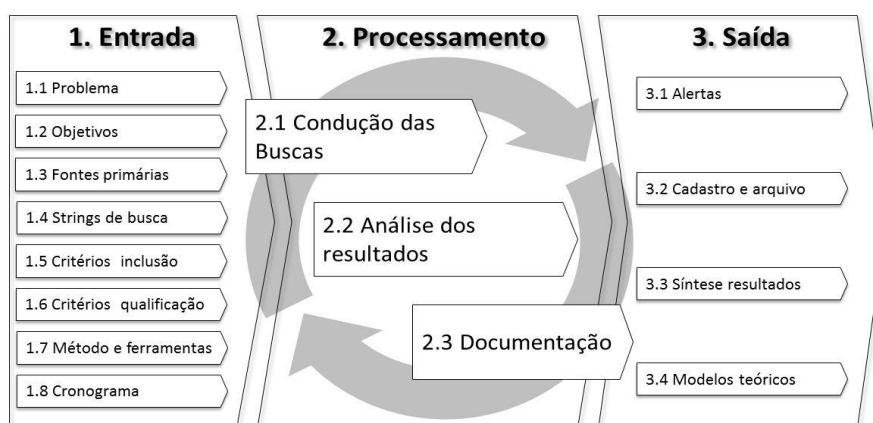 1. Entrada
1.1 Problema
1.2 Objetivos
1.3 Fontes primárias
1.4 Strings de busca
1.5 Critérios inclusão
1.6 Critérios qualificação
1.7 Método e ferramentas
1.8 Cronograma
2. Processamento
2.1 Condução das
Buscas
2.2 Análise dos
resultados
2.3 Documentação
3. Saída
3.1 Alertas
3.2 Cadastro e arquivo
3.3 Síntese resultados
3.4 Modelos teóricos